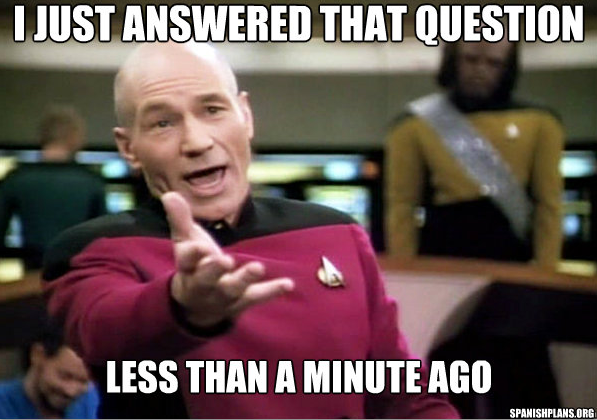 I JUST ANSWERED THAT QUESTION
LESS THAN A MINUTE AGO
SPANISHPLANS.ORG